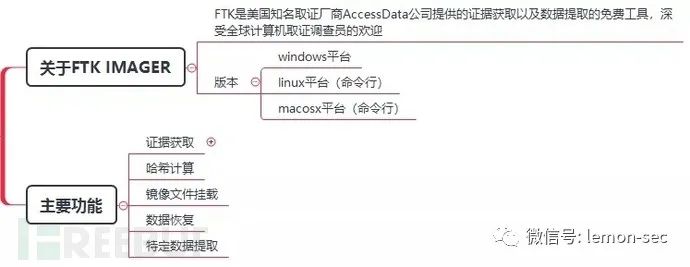 FTK是美国知名取证厂商AccessData公司提供的证据获取以及数据提取的免费工具，深
受全球计算机取证调查员的欢迎
关于FTK IMAGER
版本
windows平台
linux平台（命令行）
macosx平台（命令行）
主要功能
证据获取
哈希计算
镜像文件挂载
数据恢复
特定数据提取
FREEBUF
微信号: lemon-sec